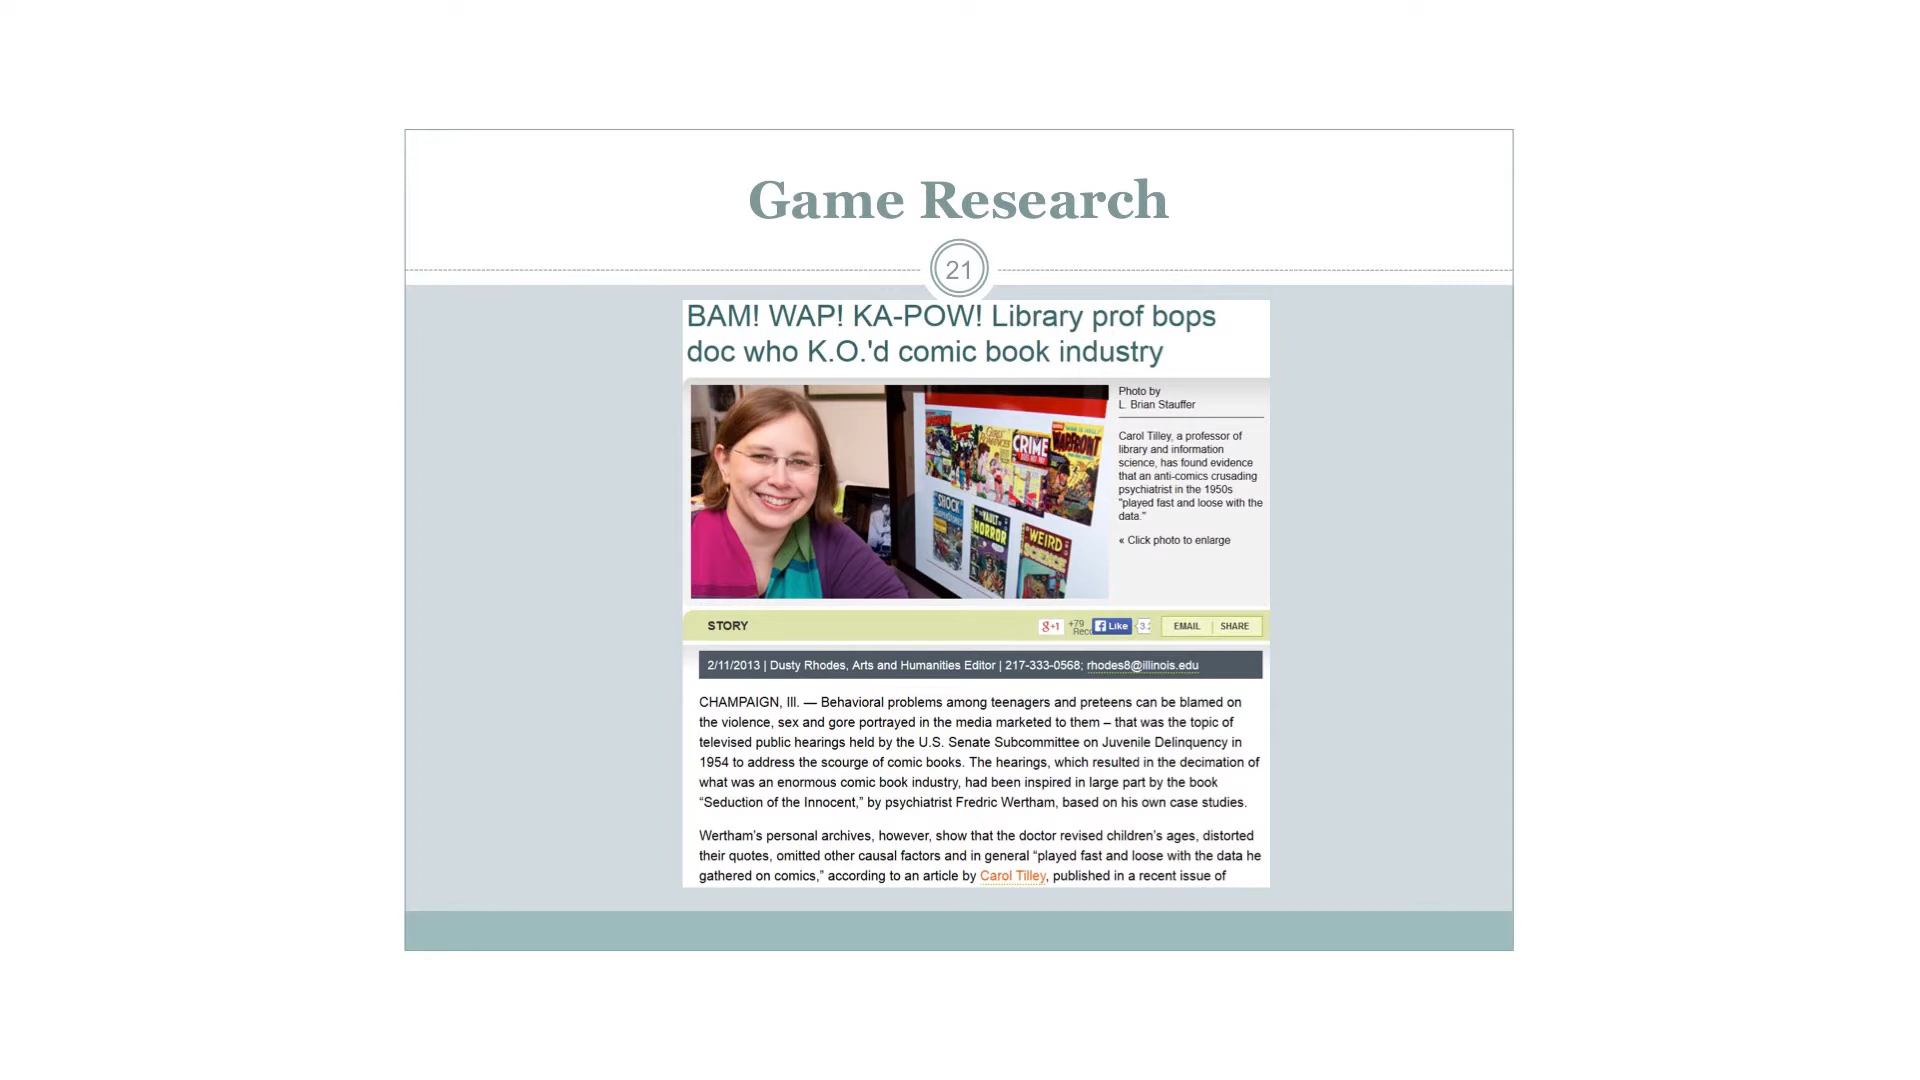 Game Research
21
BAM! WAP! KA-POW! Library prof bops
doc who K.O.'d comic book industry
Photo by
L. Brian Stauffer
Carol Tilley, a professor of
library and information
science, has found evidence
that an anti-comics crusading
psychiatrist in the 1950s
"played fast and loose with the
data."
« Click photo to enlarge
CRIME
WARFRONT
SHOCK
VAULT
HORROR
WEIRD
SCIENCE
STORY
g+1
+79
Like
EMAIL | SHARE
2/11/2013 | Dusty Rhodes, Arts and Humanities Editor | 217-333-0568; rhodes8@illinois.edu
CHAMPAIGN, Ill. — Behavioral problems among teenagers and preteens can be blamed on
the violence, sex and gore portrayed in the media marketed to them – that was the topic of
televised public hearings held by the U.S. Senate Subcommittee on Juvenile Delinquency in
1954 to address the scourge of comic books. The hearings, which resulted in the decimation of
what was an enormous comic book industry, had been inspired in large part by the book
“Seduction of the Innocent,” by psychiatrist Fredric Wertham, based on his own case studies.
Wertham’s personal archives, however, show that the doctor revised children’s ages, distorted
their quotes, omitted other causal factors and in general “played fast and loose with the data he
gathered on comics,” according to an article by Carol Tilley, published in a recent issue of